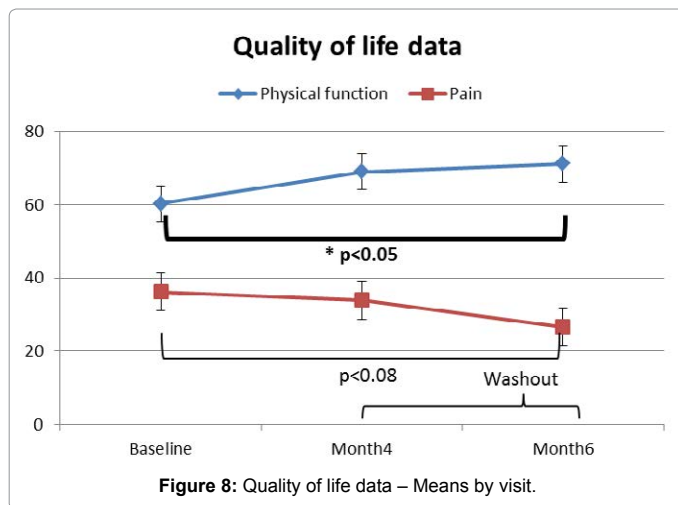 Quality of life data
Physical function Pain
80
60
* p<0.05
40
20
p<0.08 Washout
0
Baseline Month4 Month6
Figure 8: Quality of life data – Means by visit.